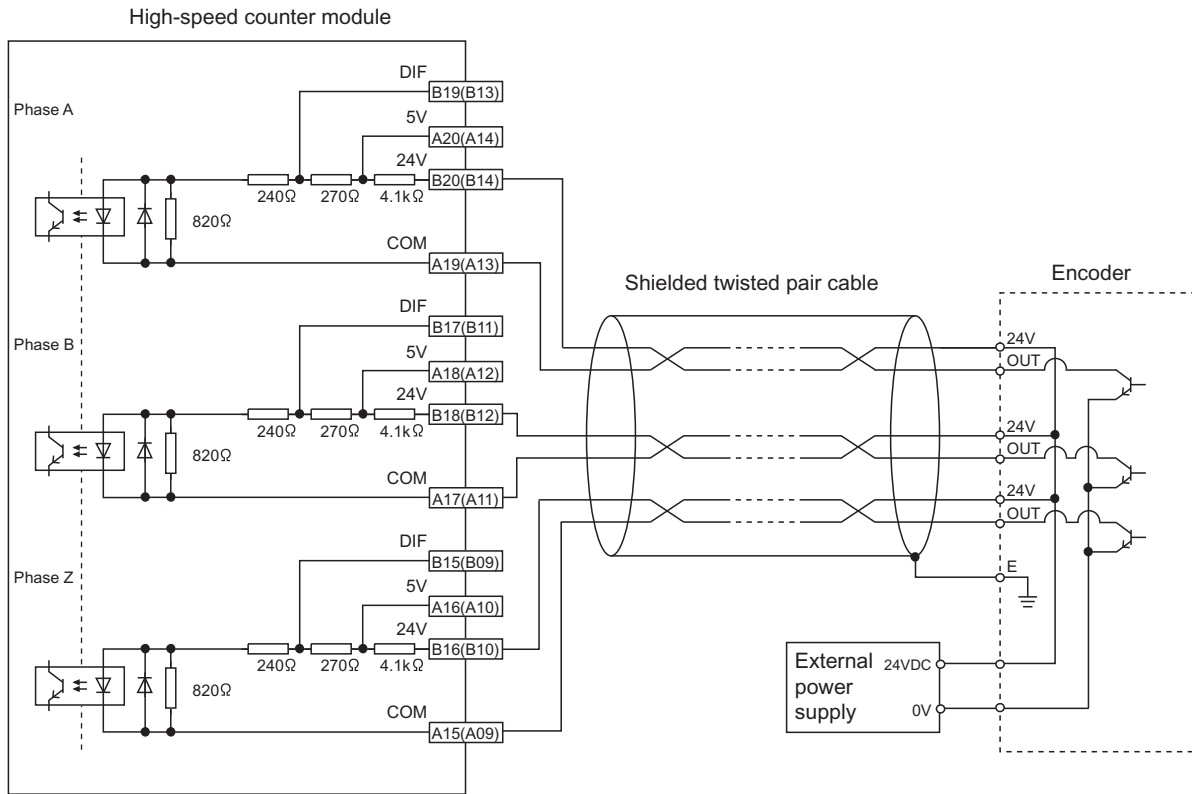 High-speed counter module
Phase A
DIF
B19(B13)
5V
A20(A14)
24V
B20(B14)
240Ω
270Ω
4.1kΩ
820Ω
COM
A19(A13)
Phase B
DIF
B17(B11)
5V
A18(A12)
24V
B18(B12)
240Ω
270Ω
4.1kΩ
820Ω
COM
A17(A11)
Phase Z
DIF
B15(B09)
5V
A16(A10)
24V
B16(B10)
240Ω
270Ω
4.1kΩ
820Ω
COM
A15(A09)
Shielded twisted pair cable
Encoder
24V
OUT
24V
OUT
24V
OUT
E
External
power
supply
24VDC
0V